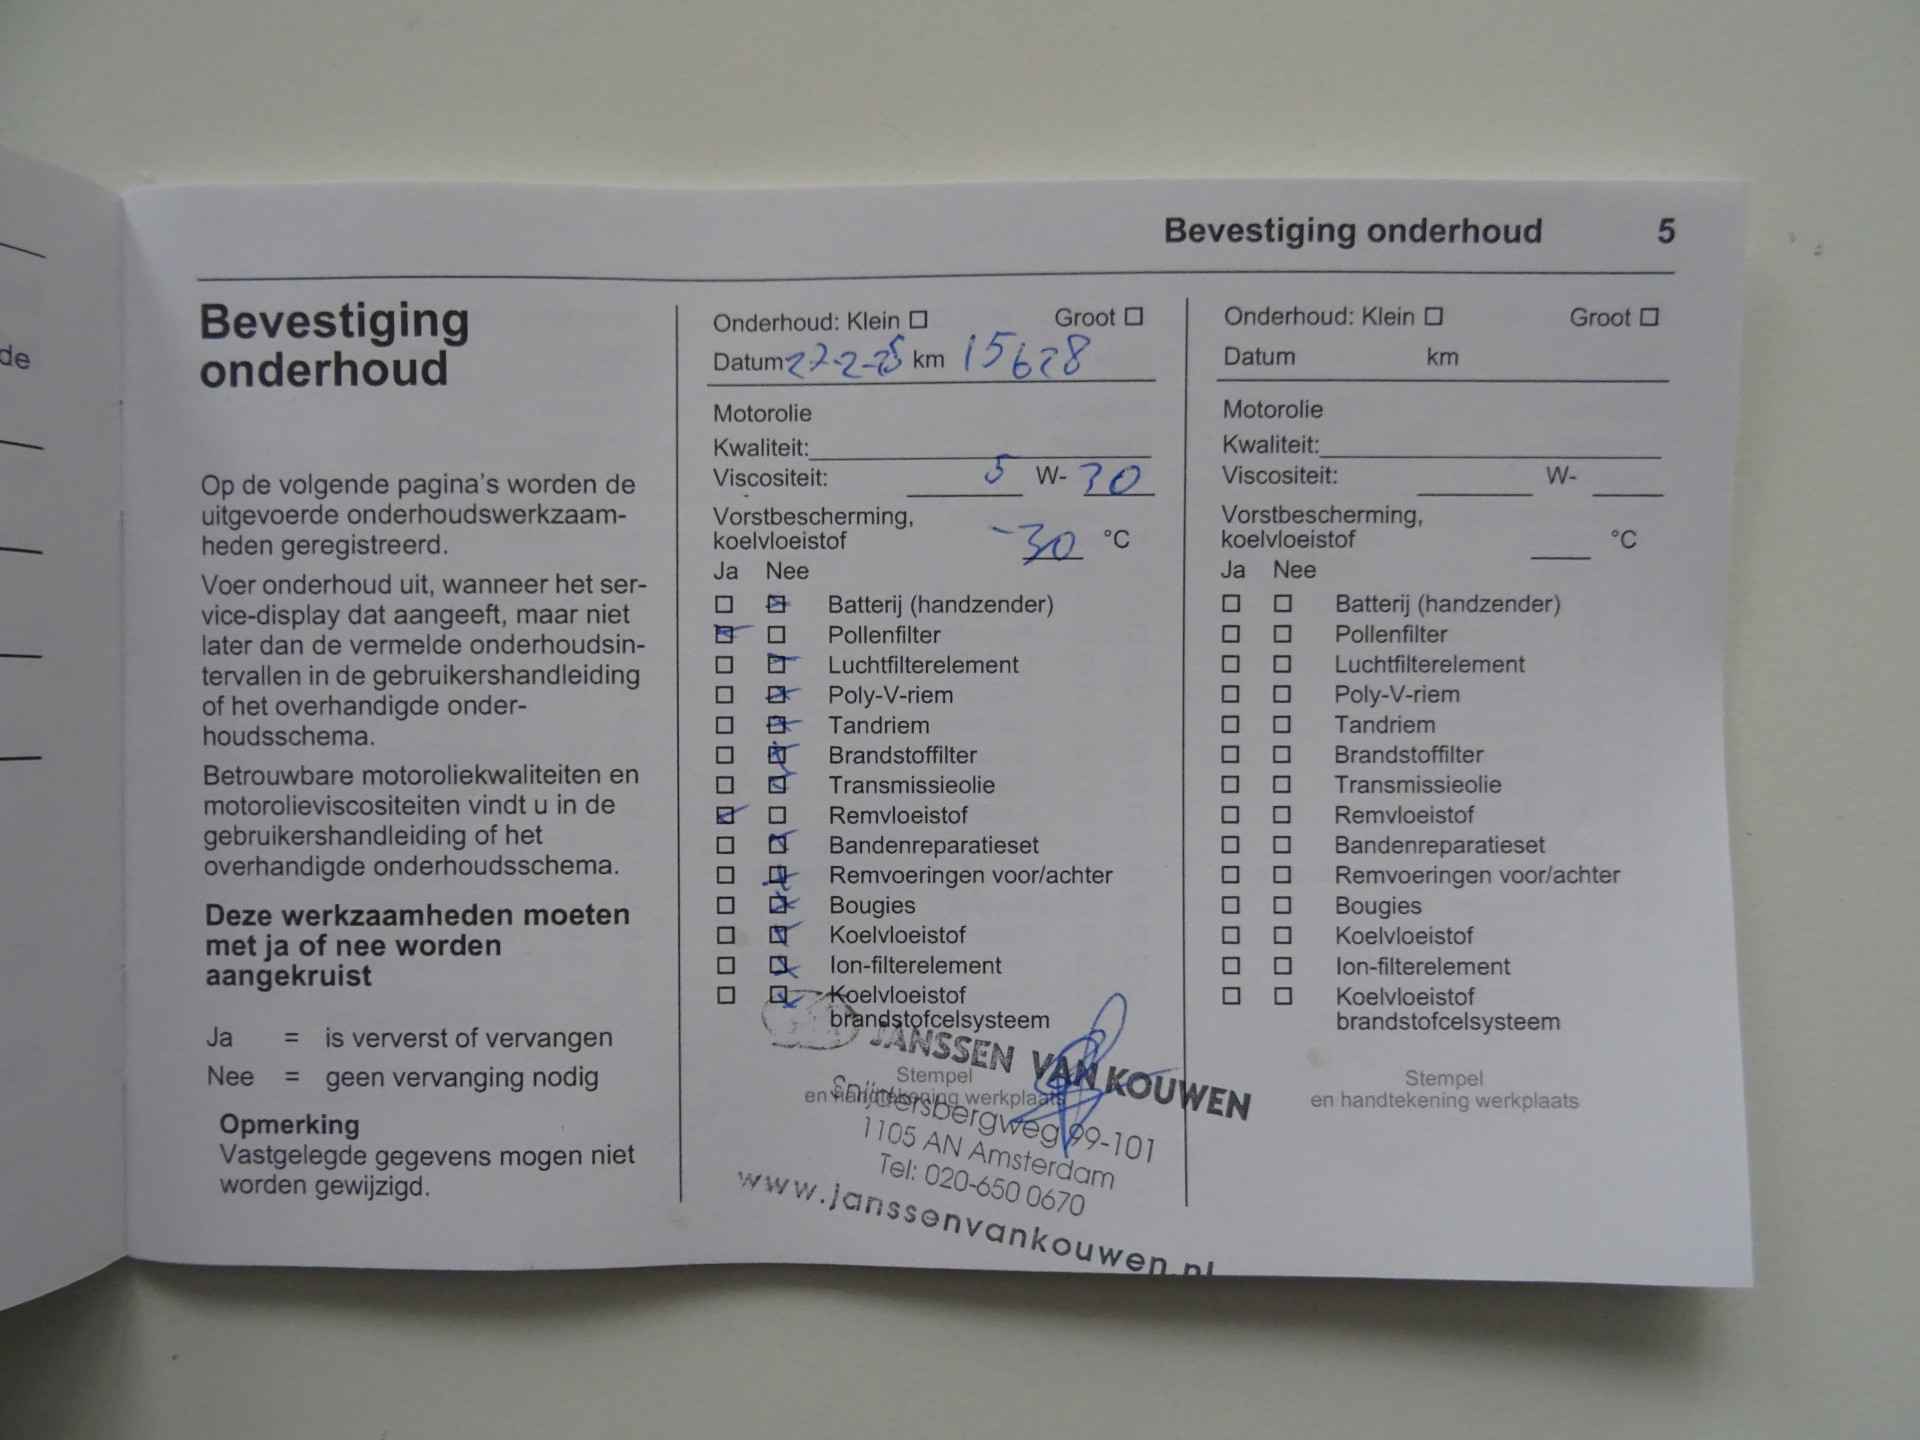 de
Bevestiging onderhoud 5
Bevestiging
onderhoud
Op de volgende pagina's worden de
uitgevoerde onderhoudswerkzaam-
heden geregistreerd.
Voer onderhoud uit, wanneer het ser-
vice-display dat aangeeft, maar niet
later dan de vermelde onderhoudsin-
tervallen in de gebruikershandleiding
of het overhandigde onder-
houdsschema.
Betrouwbare motoroliekwaliteiten en
motorolieviscositeiten vindt u in de
gebruikershandleiding of het
overhandigde onderhoudsschema.
Deze werkzaamheden moeten
met ja of nee worden
aangekruist
Ja = is ververst of vervangen
Nee = geen vervanging nodig
Opmerking
Vastgelegde gegevens mogen niet
worden gewijzigd.
Onderhoud: Klein Groot
Datum 27-2-25 km 15628
Motorolie
Kwaliteit:
Viscositeit: 5 W- 30
Vorstbescherming,
koelvloeistof -30 °C
Ja Nee
Batterij (handzender)
Pollenfilter
Luchtfilterelement
Poly-V-riem
Tandriem
Brandstoffilter
Transmissieolie
Remvloeistof
Bandenreparatieset
Remvoeringen voor/achter
Bougies
Koelvloeistof
Ion-filterelement
Koelvloeistof
brandstofcelsysteem
JANSSEN VAN KOUWEN
Stempel
en handtekening werkplaats
Snijdersbergweg 99-101
1105 AN Amsterdam
Tel: 020-650 0670
www.janssenvankouwen.nl
Onderhoud: Klein Groot
Datum km
Motorolie
Kwaliteit:
Viscositeit: W-
Vorstbescherming,
koelvloeistof °C
Ja Nee
Batterij (handzender)
Pollenfilter
Luchtfilterelement
Poly-V-riem
Tandriem
Brandstoffilter
Transmissieolie
Remvloeistof
Bandenreparatieset
Remvoeringen voor/achter
Bougies
Koelvloeistof
Ion-filterelement
Koelvloeistof
brandstofcelsysteem
Stempel
en handtekening werkplaats